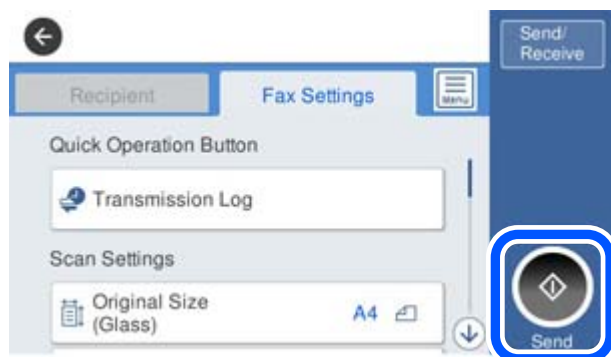 Send/
Receive
Recipient
Fax Settings
Menu
Quick Operation Button
Transmission Log
Scan Settings
Original Size
(Glass)
A4
Send